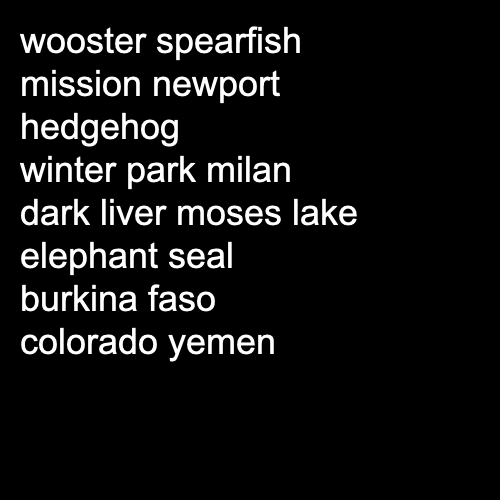 wooster spearfish
mission newport
hedgehog
winter park milan
dark liver moses lake
elephant seal
burkina faso
colorado yemen